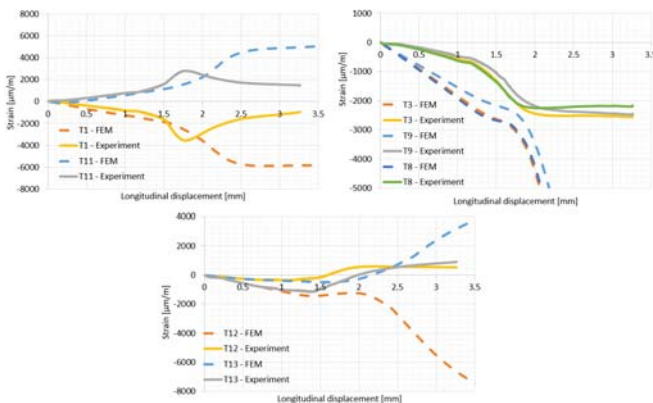 8000
6000
4000
2000
0
-2000
-4000
-6000
-8000
Strain [µm/m]
0 0.5 1 1.5 2 2.5 3 3.5
T1 - FEM
T1 - Experiment
T11 - FEM
T11 - Experiment
Longitudinal displacement [mm]
1000
0
-1000
-2000
-3000
-4000
-5000
Strain [µm/m]
0 0.5 1 1.5 2 2.5 3 3.5
T3 - FEM
T3 - Experiment
T9 - FEM
T9 - Experiment
T8 - FEM
T8 - Experiment
Longitudinal displacement [mm]
4000
2000
0
-2000
-4000
-6000
-8000
Strain [µm/m]
0 0.5 1 1.5 2 2.5 3 3.5
T12 - FEM
T12 - Experiment
T13 - FEM
T13 - Experiment
Longitudinal displacement [mm]